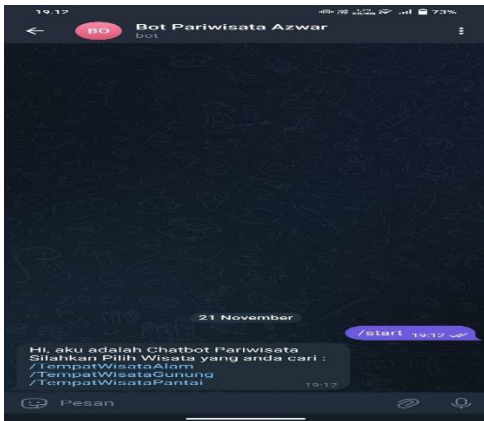 19.12
73%
BO
Bot Pariwisata Azwar
bot
21 November
/start 19:12
Hi, aku adalah Chatbot Pariwisata
Silahkan Pilih Wisata yang anda cari :
/TempatWisataAlam
/TempatWisataGunung
/TempatWisataPantai
19:12
Pesan